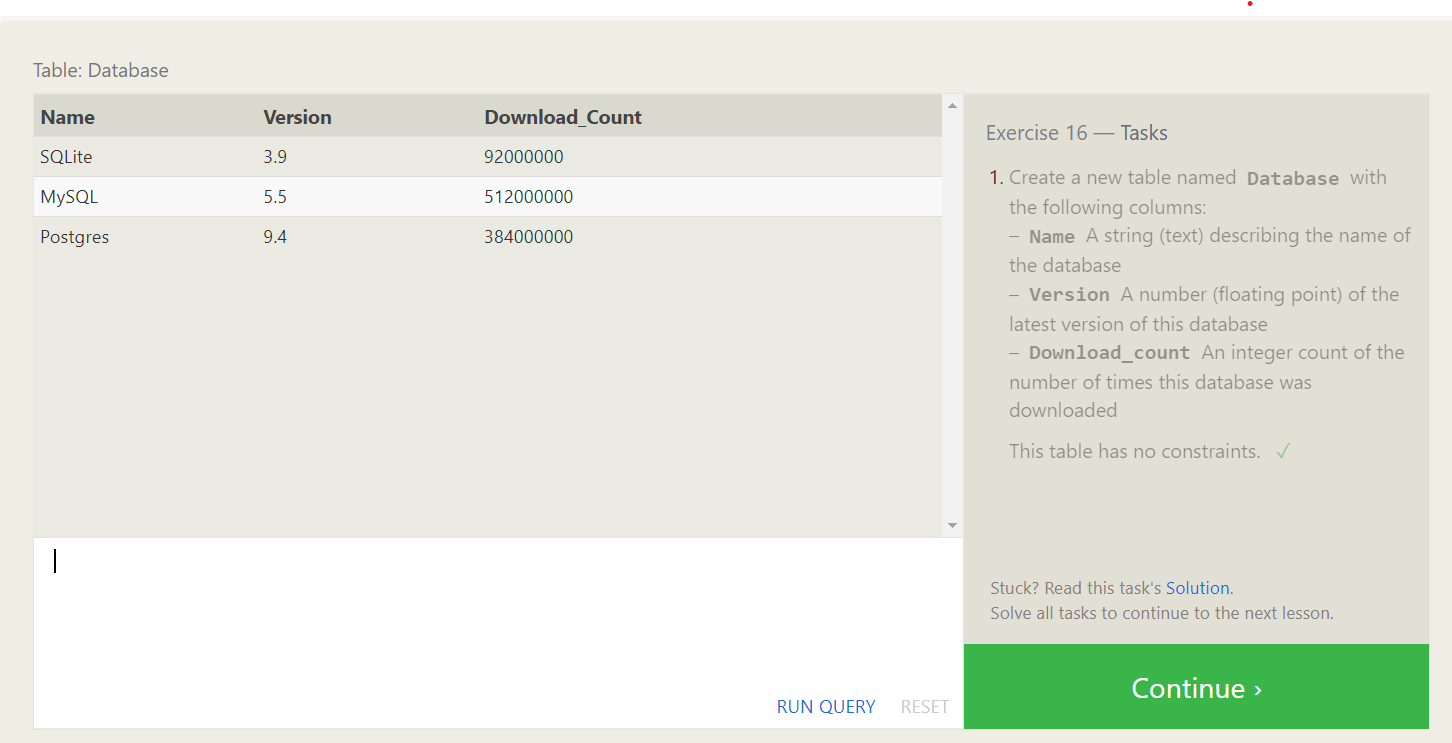 Table: Database
Name Version Download_Count
SQLite 3.9 92000000
MySQL 5.5 512000000
Postgres 9.4 384000000
Exercise 16 — Tasks
1. Create a new table named Database with
the following columns:
– Name A string (text) describing the name of
the database
– Version A number (floating point) of the
latest version of this database
– Download_count An integer count of the
number of times this database was
downloaded
This table has no constraints. ✓
Stuck? Read this task's Solution.
Solve all tasks to continue to the next lesson.
RUN QUERY RESET
Continue ›